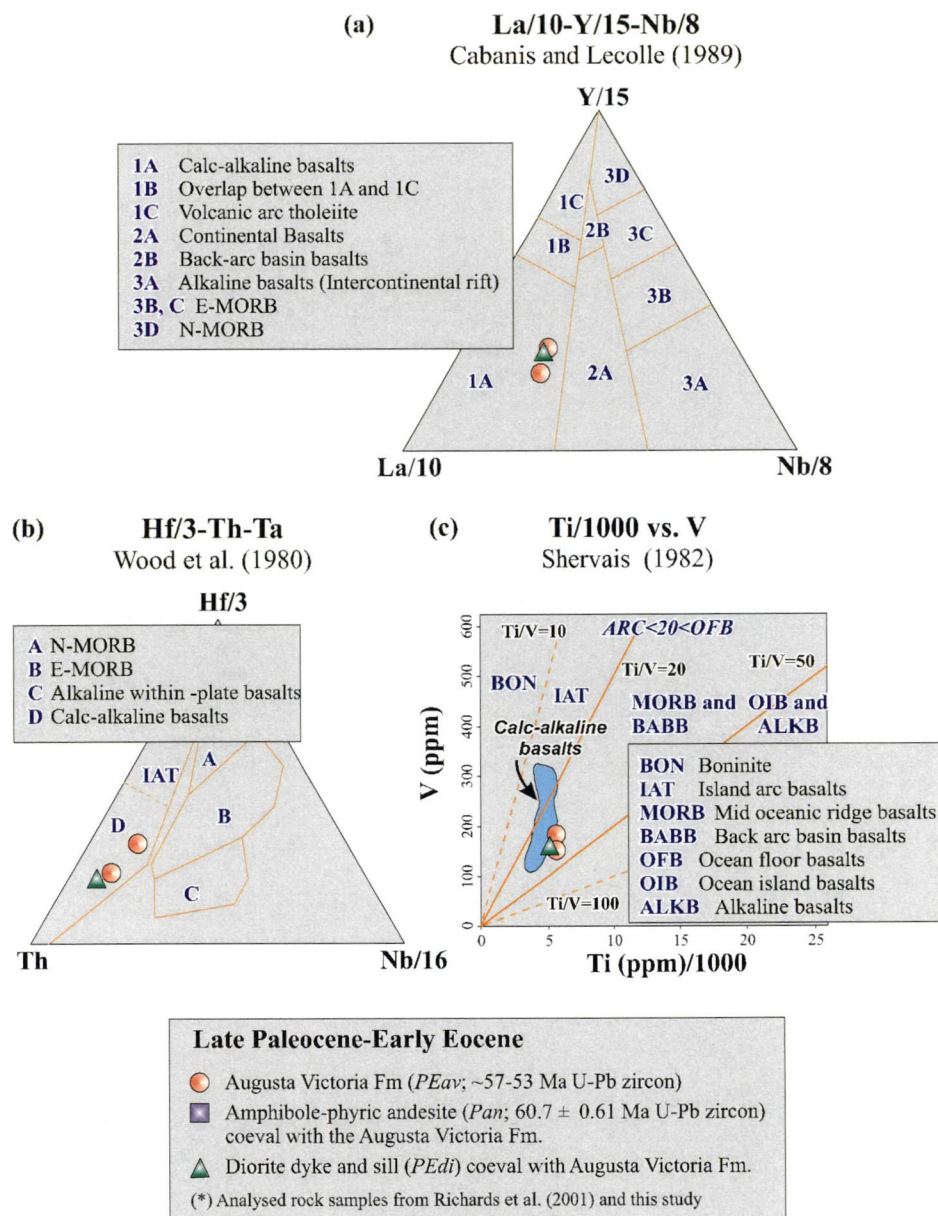 (a) La/10-Y/15-Nb/8
Cabanis and Lecolle (1989)
Y/15
1A Calc-alkaline basalts
1B Overlap between 1A and 1C
1C Volcanic arc tholeiite
2A Continental Basalts
2B Back-arc basin basalts
3A Alkaline basalts (Intercontinental rift)
3B, C E-MORB
3D N-MORB
3D
1C
2B
3C
1B
3B
1A
2A
3A
La/10
Nb/8
(b) Hf/3-Th-Ta
Wood et al. (1980)
Hf/3
A N-MORB
B E-MORB
C Alkaline within -plate basalts
D Calc-alkaline basalts
IAT
A
B
D
C
Th
Nb/16
(c) Ti/1000 vs. V
Shervais (1982)
V (ppm)
600
500
400
300
200
100
0
Ti/V=10
ARC<20<OFB
Ti/V=20
Ti/V=50
BON
IAT
MORB and
BABB
OIB and
ALKB
Calc-alkaline
basalts
Ti/V=100
BON Boninite
IAT Island arc basalts
MORB Mid oceanic ridge basalts
BABB Back arc basin basalts
OFB Ocean floor basalts
OIB Ocean island basalts
ALKB Alkaline basalts
0 5 10 15 20 25
Ti (ppm)/1000
Late Paleocene-Early Eocene
Augusta Victoria Fm (PEav; ~57-53 Ma U-Pb zircon)
Amphibole-phyric andesite (Pan; 60.7 ± 0.61 Ma U-Pb zircon)
coeval with the Augusta Victoria Fm.
Diorite dyke and sill (PEdi) coeval with Augusta Victoria Fm.
(*) Analysed rock samples from Richards et al. (2001) and this study